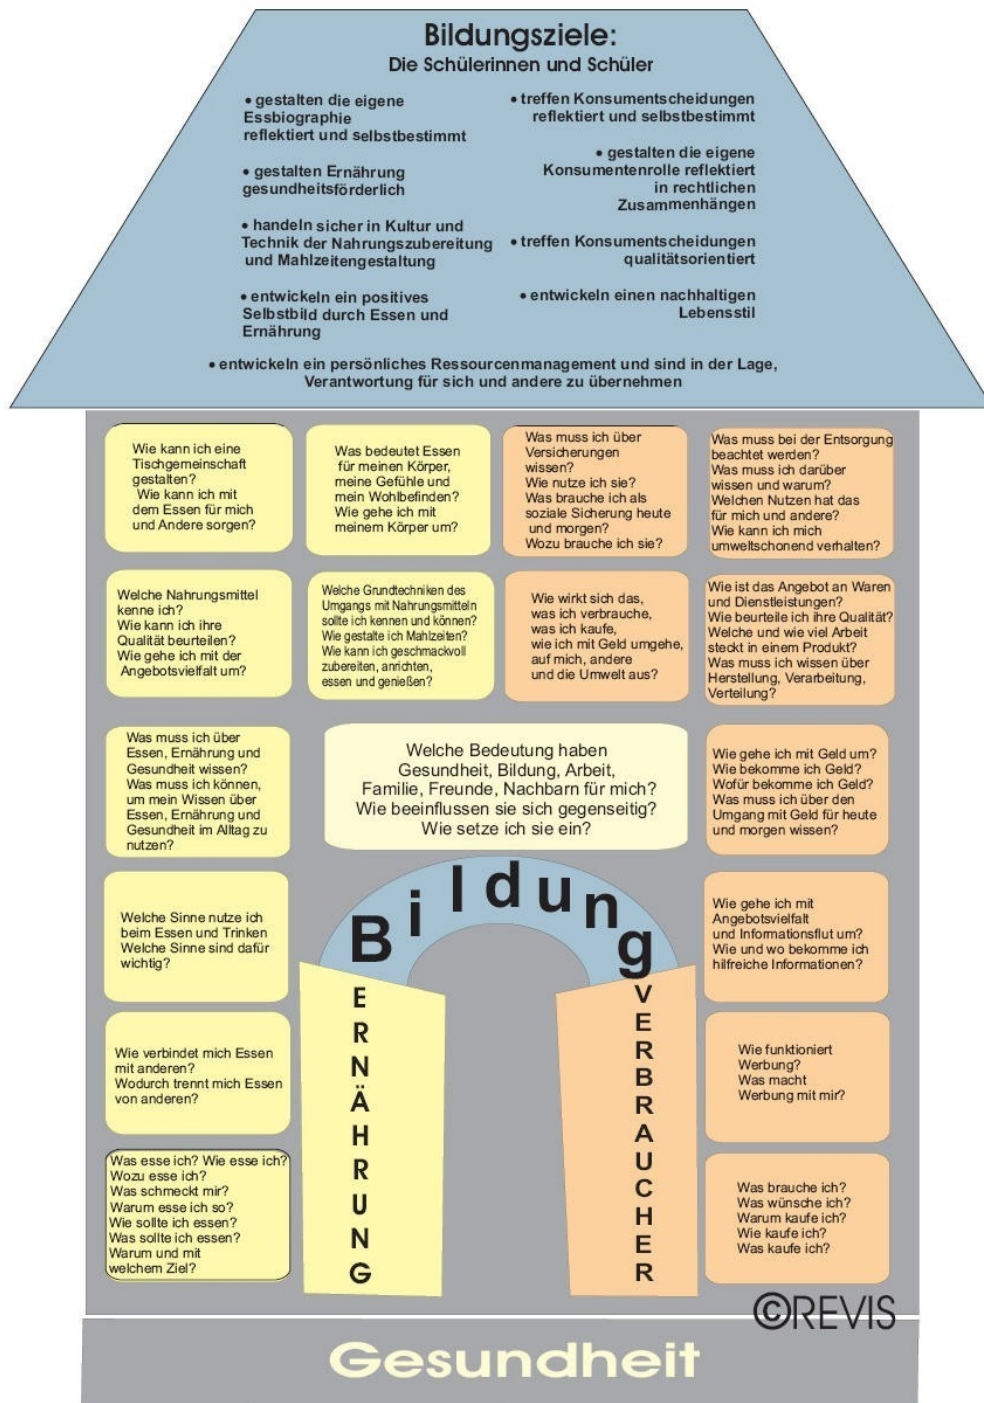 Bildungsziele:
Die Schülerinnen und Schüler
• gestalten die eigene
Essbiographie
reflektiert und selbstbestimmt
• gestalten Ernährung
gesundheitsförderlich
• handeln sicher in Kultur und
Technik der Nahrungszubereitung
und Mahlzeitengestaltung
• entwickeln ein positives
Selbstbild durch Essen und
Ernährung
• treffen Konsumentscheidungen
reflektiert und selbstbestimmt
• gestalten die eigene
Konsumentenrolle reflektiert
in rechtlichen
Zusammenhängen
• treffen Konsumentscheidungen
qualitätsorientiert
• entwickeln einen nachhaltigen
Lebensstil
• entwickeln ein persönliches Ressourcenmanagement und sind in der Lage,
Verantwortung für sich und andere zu übernehmen
Wie kann ich eine
Tischgemeinschaft
gestalten?
Wie kann ich mit
dem Essen für mich
und Andere sorgen?
Was bedeutet Essen
für meinen Körper,
meine Gefühle und
mein Wohlbefinden?
Wie gehe ich mit
meinem Körper um?
Was muss ich über
Versicherungen
wissen?
Wie nutze ich sie?
Was brauche ich als
soziale Sicherung heute
und morgen?
Wozu brauche ich sie?
Was muss bei der Entsorgung
beachtet werden?
Was muss ich darüber
wissen und warum?
Welchen Nutzen hat das
für mich und andere?
Wie kann ich mich
umweltschonend verhalten?
Welche Nahrungsmittel
kenne ich?
Wie kann ich ihre
Qualität beurteilen?
Wie gehe ich mit der
Angebotsvielfalt um?
Welche Grundtechniken des
Umgangs mit Nahrungsmitteln
sollte ich kennen und können?
Wie gestalte ich Mahlzeiten?
Wie kann ich geschmackvoll
zubereiten, anrichten,
essen und genießen?
Wie wirkt sich das,
was ich verbrauche,
was ich kaufe,
wie ich mit Geld umgehe,
auf mich, andere
und die Umwelt aus?
Wie ist das Angebot an Waren
und Dienstleistungen?
Wie beurteile ich ihre Qualität?
Welche und wie viel Arbeit
steckt in einem Produkt?
Was muss ich wissen über
Herstellung, Verarbeitung,
Verteilung?
Was muss ich über
Essen, Ernährung und
Gesundheit wissen?
Was muss ich können,
um mein Wissen über
Essen, Ernährung und
Gesundheit im Alltag zu
nutzen?
Welche Bedeutung haben
Gesundheit, Bildung, Arbeit,
Familie, Freunde, Nachbarn für mich?
Wie beeinflussen sie sich gegenseitig?
Wie setze ich sie ein?
Wie gehe ich mit Geld um?
Wie bekomme ich Geld?
Wofür bekomme ich Geld?
Was muss ich über den
Umgang mit Geld für heute
und morgen wissen?
Welche Sinne nutze ich
beim Essen und Trinken
Welche Sinne sind dafür
wichtig?
Bildung
Wie gehe ich mit
Angebotsvielfalt
und Informationsflut um?
Wie und wo bekomme ich
hilfreiche Informationen?
ERNÄHRUNG
VERBRAUCHER
Wie verbindet mich Essen
mit anderen?
Wodurch trennt mich Essen
von anderen?
Wie funktioniert
Werbung?
Was macht
Werbung mit mir?
Was esse ich? Wie esse ich?
Wozu esse ich?
Was schmeckt mir?
Warum esse ich so?
Wie sollte ich essen?
Was sollte ich essen?
Warum und mit
welchem Ziel?
Was brauche ich?
Was wünsche ich?
Warum kaufe ich?
Wie kaufe ich?
Was kaufe ich?
©REVIS
Gesundheit